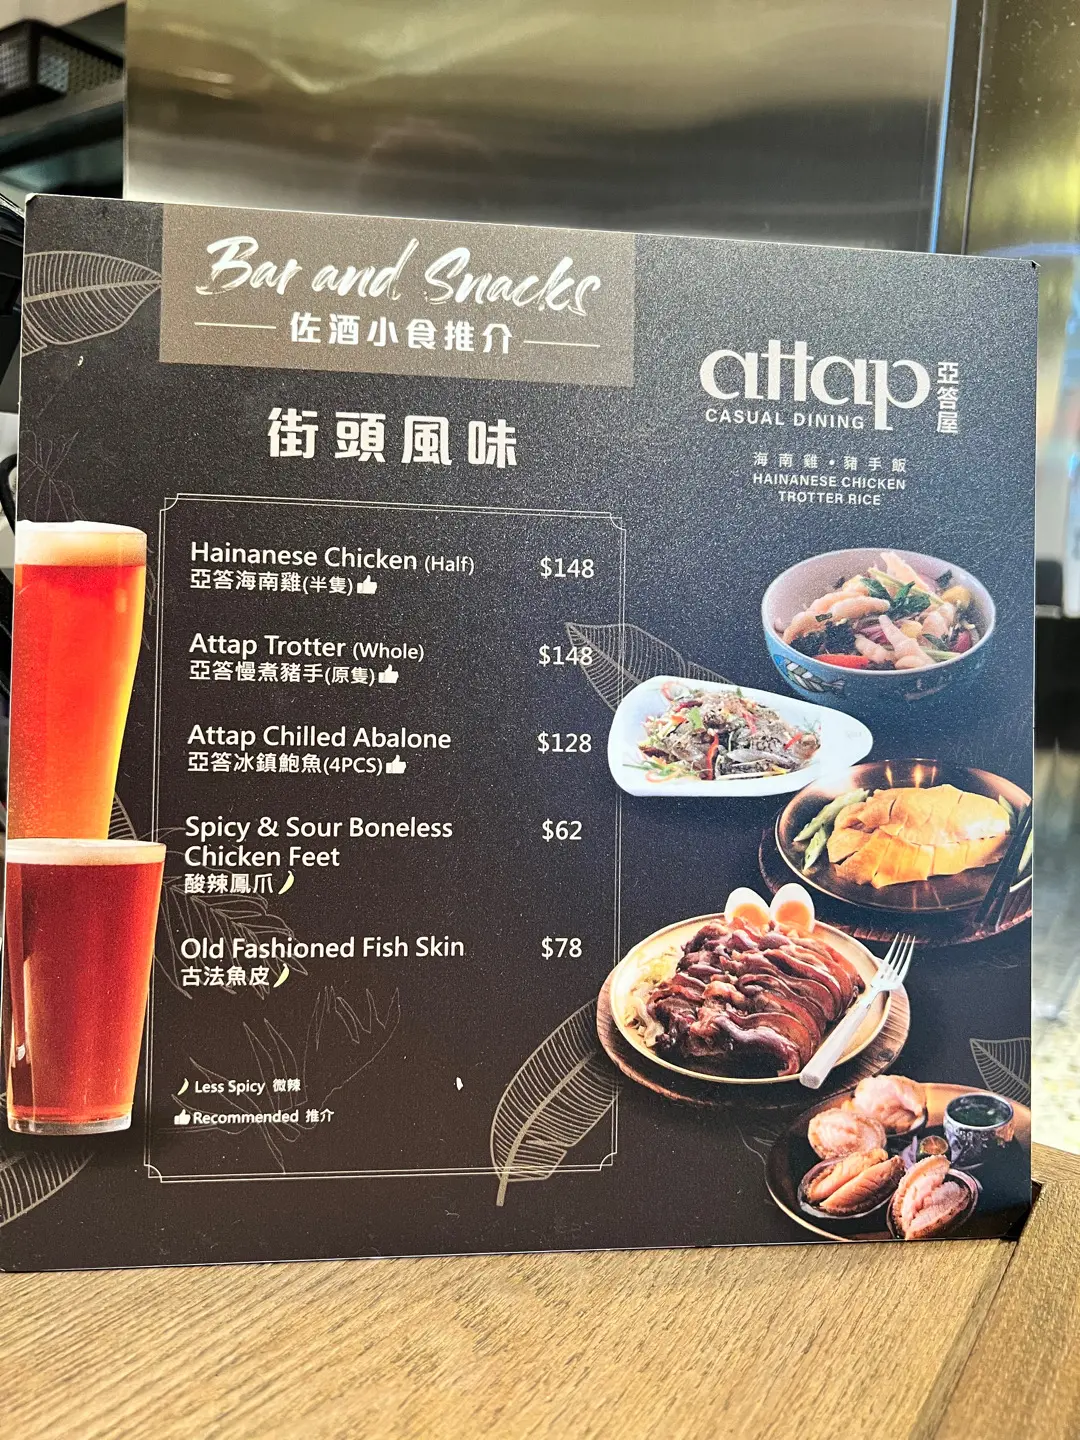 Bar and Snacks
佐酒小食推介
街頭風味
attap
亞答屋
CASUAL DINING
海南雞•豬手飯
HAINANESE CHICKEN
TROTTER RICE
Hainanese Chicken (Half) $148
亞答海南雞(半隻)
Attap Trotter (Whole) $148
亞答慢煮豬手(原隻)
Attap Chilled Abalone $128
亞答冰鎮鮑魚(4PCS)
Spicy & Sour Boneless $62
Chicken Feet
酸辣鳳爪
Old Fashioned Fish Skin $78
古法魚皮
Less Spicy 微辣
Recommended 推介